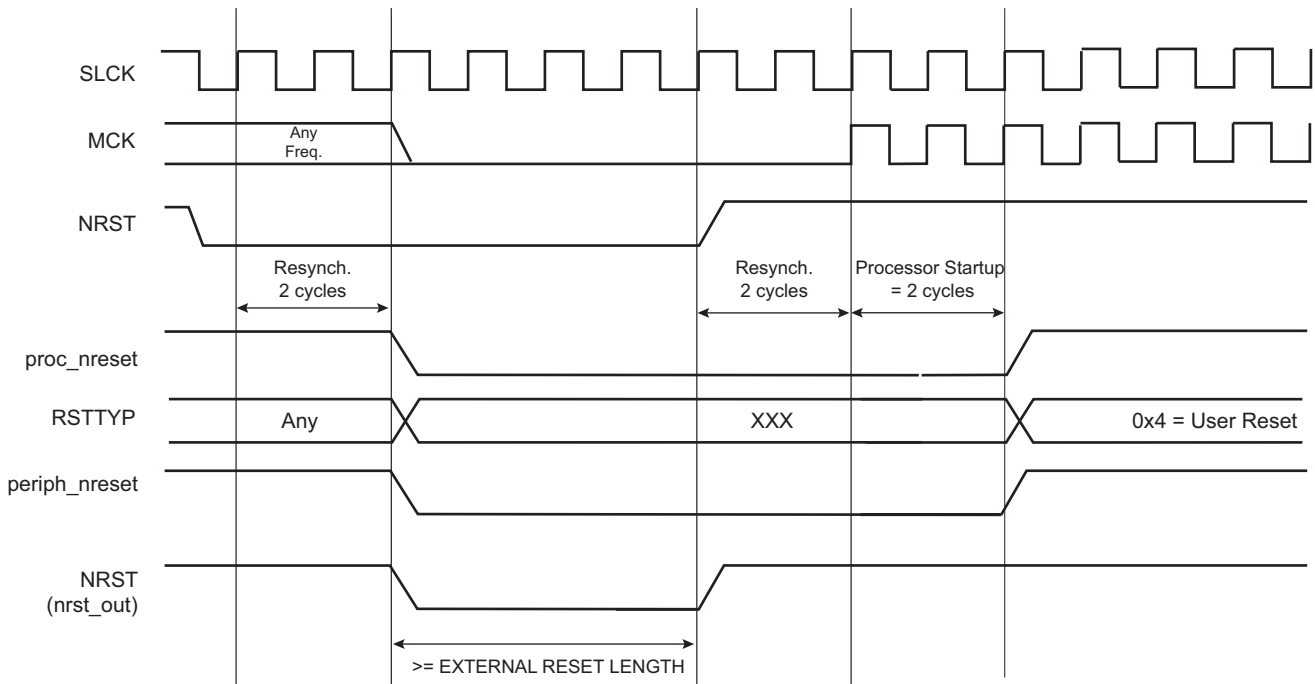 SLCK
MCK
Any
Freq.
NRST
Resynch.
2 cycles
Resynch.
2 cycles
Processor Startup
= 2 cycles
proc_nreset
RSTTYP
Any
XXX
0x4 = User Reset
periph_nreset
NRST
(nrst_out)
>= EXTERNAL RESET LENGTH